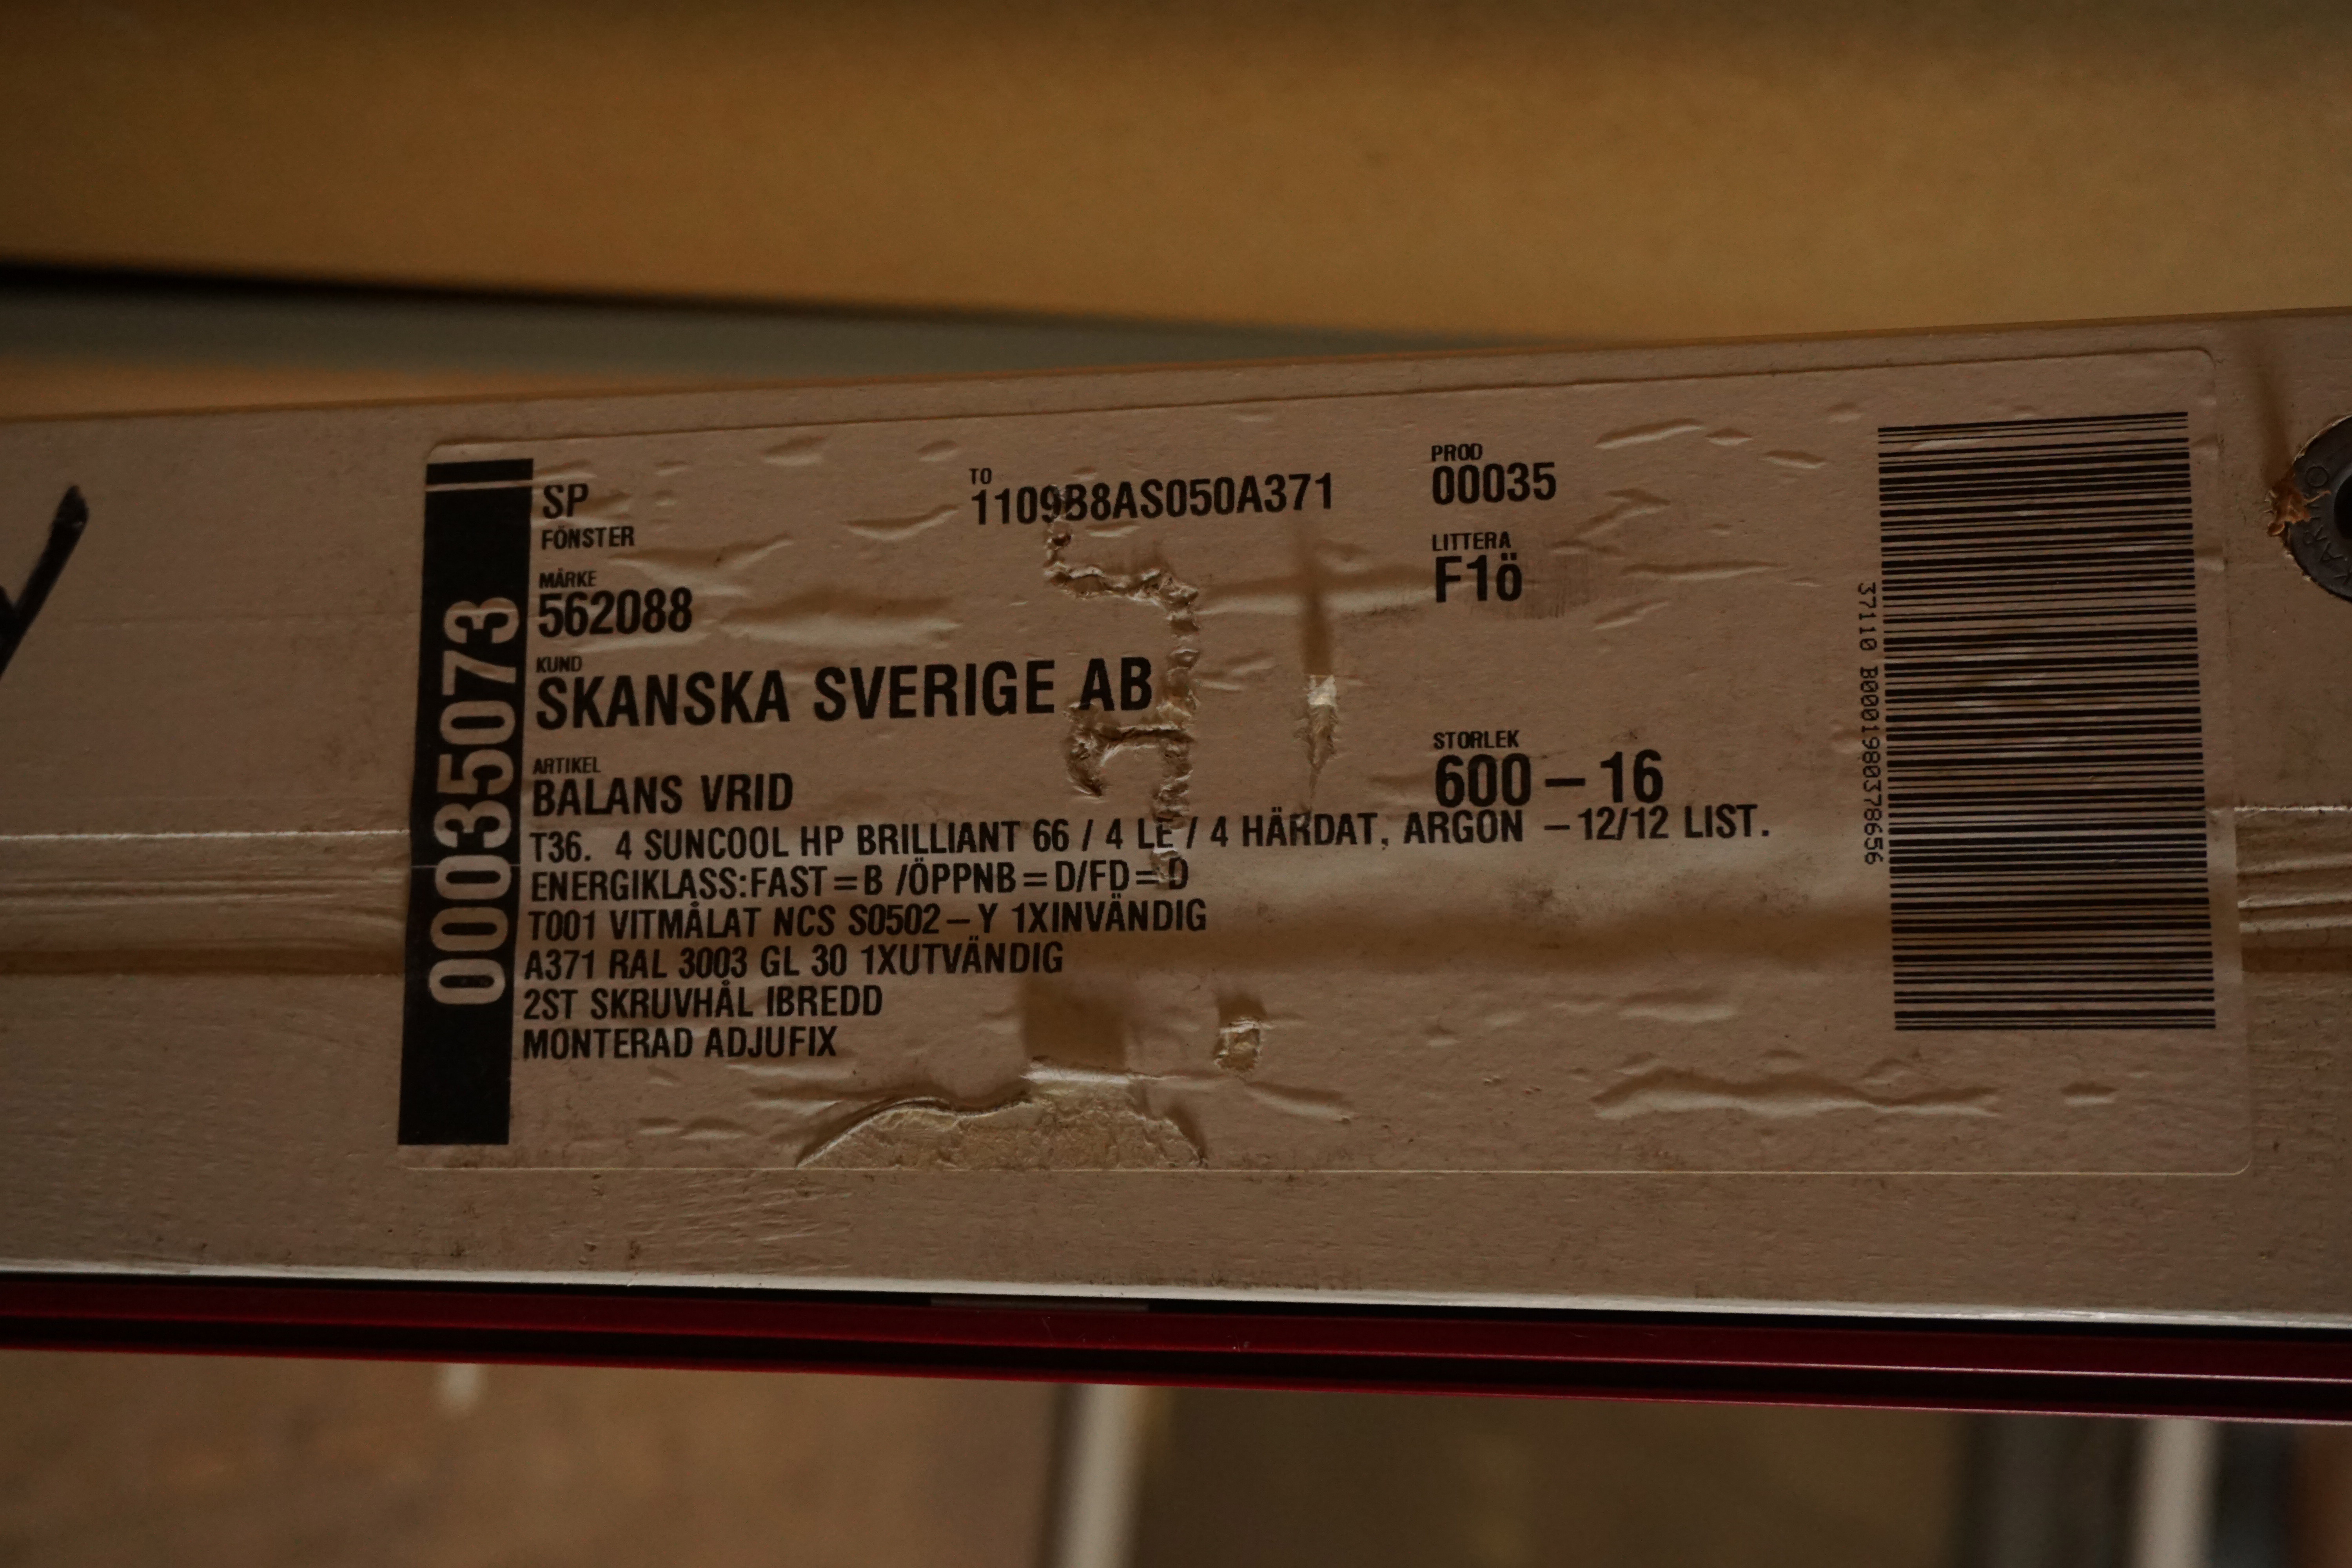 00035073
SP
FÖNSTER
TO
1109B8AS050A371
PROD
00035
MÄRKE
562088
LITTERA
F1ö
KUND
SKANSKA SVERIGE AB
ARTIKEL
BALANS VRID
STORLEK
600 – 16
T36. 4 SUNCOOL HP BRILLIANT 66 / 4 LE / 4 HÄRDAT, ARGON – 12/12 LIST.
ENERGIKLASS:FAST=B /ÖPPNB=D/FD=D
T001 VITMÅLAT NCS S0502–Y 1XINVÄNDIG
A371 RAL 3003 GL 30 1XUTVÄNDIG
2ST SKRUVHÅL IBREDD
MONTERAD ADJUFIX
37110 B0001980378656